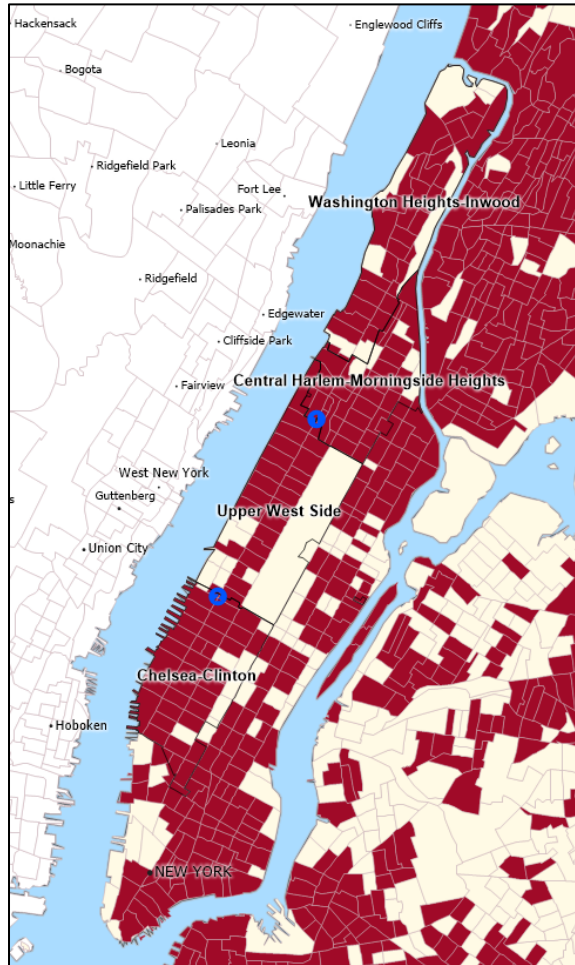 Hackensack
Englewood Cliffs
Bogota
Leonia
Ridgefield Park
Little Ferry
Fort Lee
Washington Heights-Inwood
Palisades Park
Moonachie
Ridgefield
Edgewater
Cliffside Park
Central Harlem-Morningside Heights
Fairview
West New York
Guttenberg
s
Upper West Side
Union City
Chelsea-Clinton
Hoboken
NEW YORK